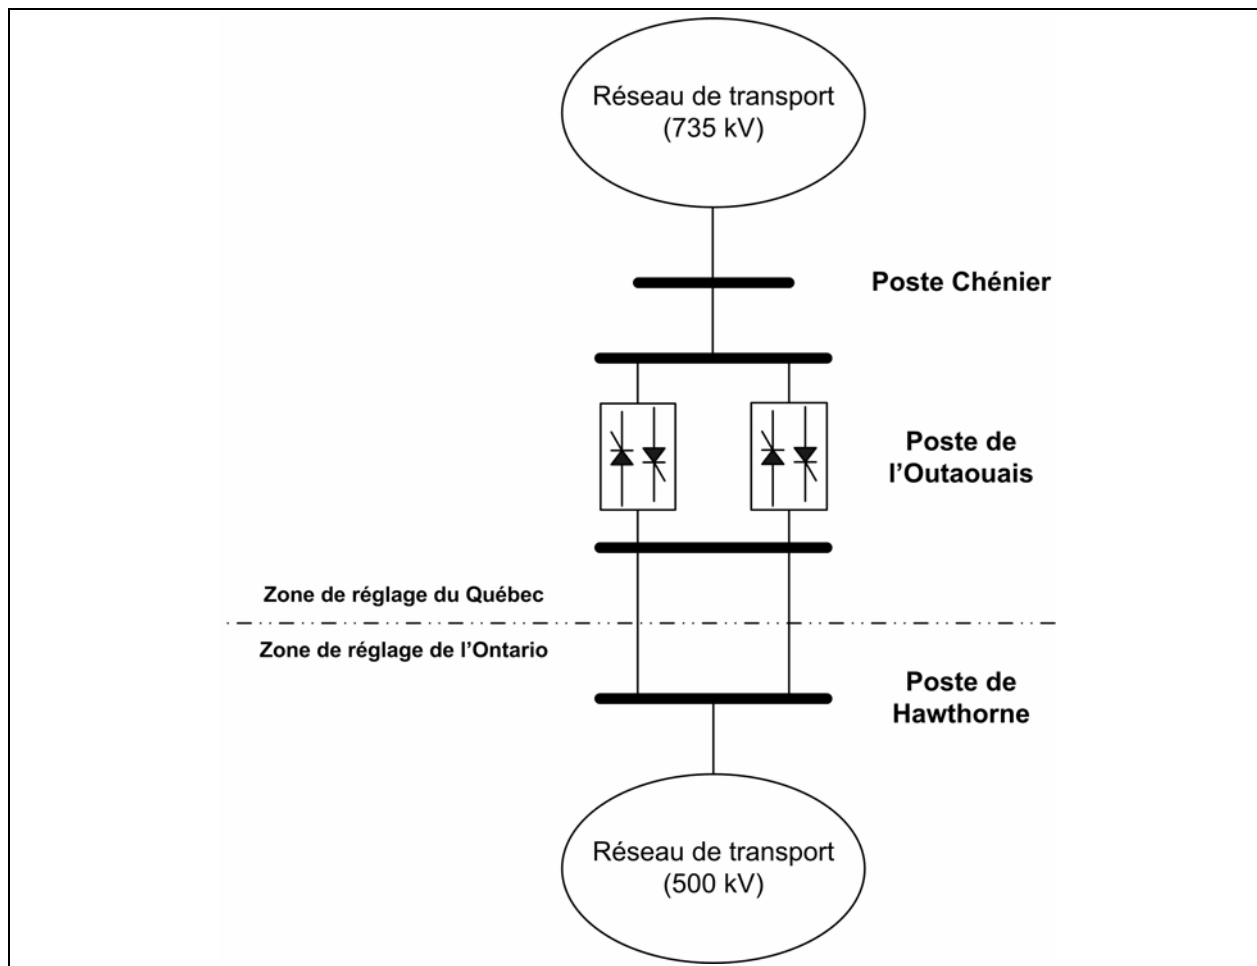 Réseau de transport
(735 kV)
Poste Chénier
Poste de
l'Outaouais
Zone de réglage du Québec
Zone de réglage de l'Ontario
Poste de
Hawthorne
Réseau de transport
(500 kV)